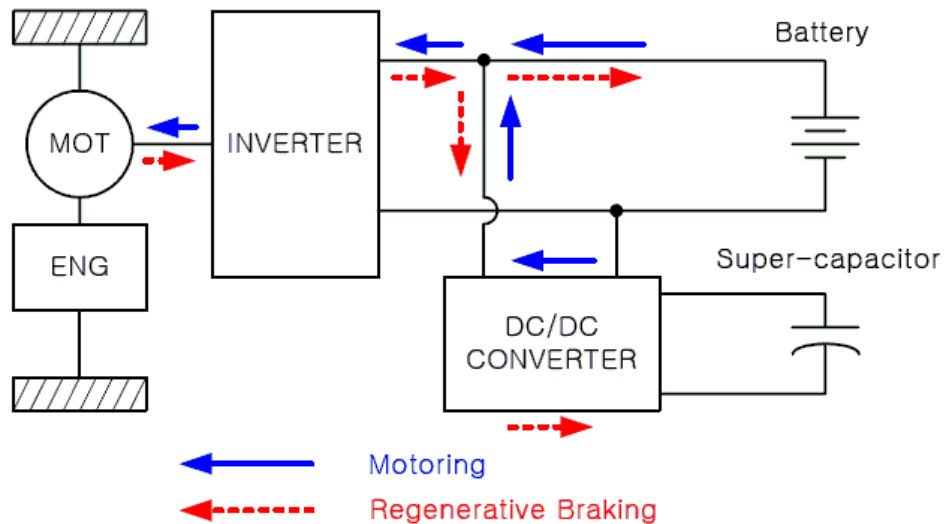 Battery
MOT
INVERTER
ENG
Super-capacitor
DC/DC
CONVERTER
Motoring
Regenerative Braking